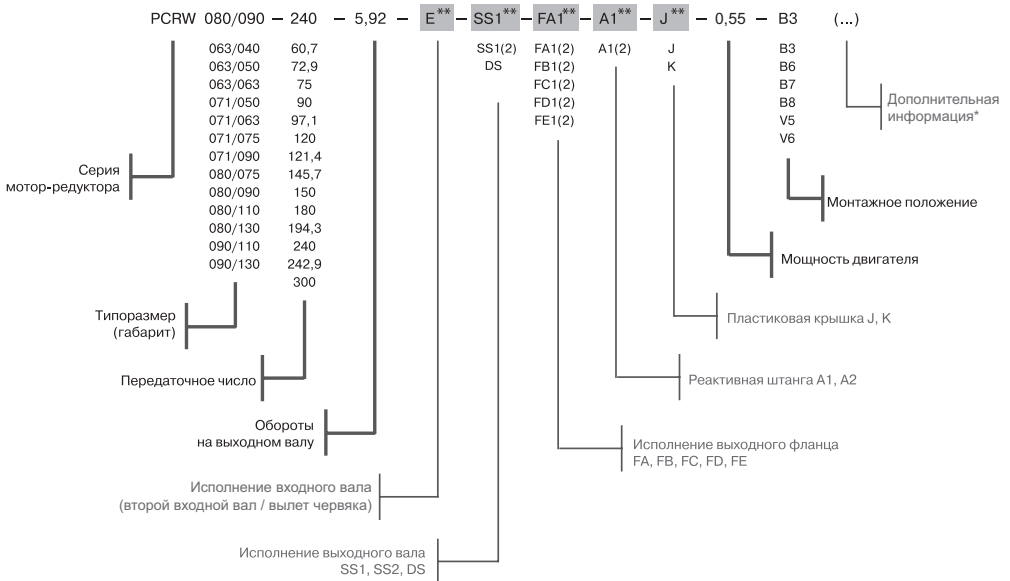 PCRW 080/090 – 240 – 5,92 – E** – SS1** – FA1** – A1** – J** – 0,55 – B3 (...)
063/040 60,7 SS1(2) FA1(2) A1(2) J B3
063/050 72,9 DS FB1(2) K B6
063/063 75 FC1(2) B7
071/050 90 FD1(2) B8
071/063 97,1 FE1(2) V5
071/075 120 V6
071/090 121,4
080/075 145,7
080/090 150
080/110 180
080/130 194,3
090/110 240
090/130 242,9
300
Дополнительная
информация*
Серия
мотор-редуктора
Монтажное положение
Мощность двигателя
Типоразмер
(габарит)
Пластиковая крышка J, K
Передаточное число
Реактивная штанга A1, A2
Обороты
на выходном валу
Исполнение выходного фланца
FA, FB, FC, FD, FE
Исполнение входного вала
(второй входной вал / вылет червяка)
Исполнение выходного вала
SS1, SS2, DS